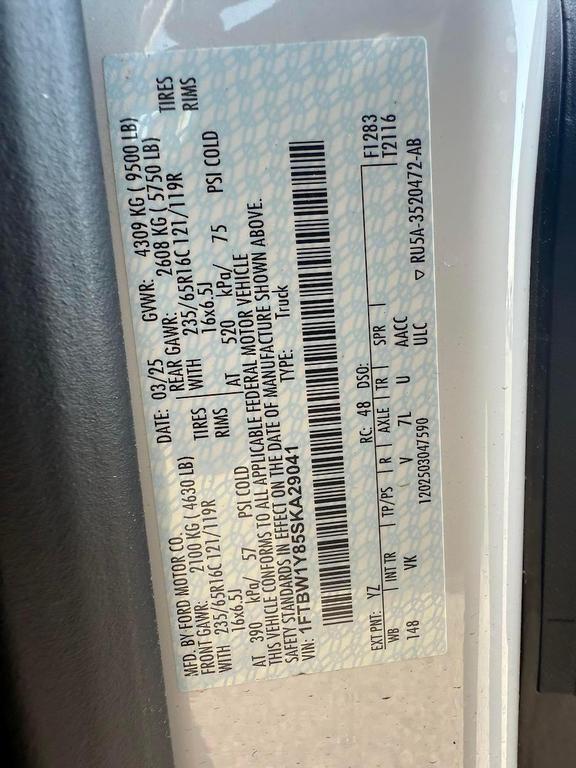 MFD. BY FORD MOTOR CO.
DATE: 03/25 GVWR: 4309 KG ( 9500 LB)
FRONT GAWR: 2100 KG ( 4630 LB) REAR GAWR: 2608 KG ( 5750 LB)
WITH 235/65R16C 121/119R TIRES WITH 235/65R16C 121/119R TIRES
16x6.5J RIMS 16x6.5J RIMS
AT 390 kPa/ 57 PSI COLD AT 520 kPa/ 75 PSI COLD
THIS VEHICLE CONFORMS TO ALL APPLICABLE FEDERAL MOTOR VEHICLE
SAFETY STANDARDS IN EFFECT ON THE DATE OF MANUFACTURE SHOWN ABOVE.
VIN: 1FTBW1Y85SKA29041 TYPE: Truck
EXT PNT: YZ RC: 48 DSO: F1283
T2116
WB INT TR TP/PS R AXLE TR SPR
148 VK V 7L U AACC
ULC
1202503047590 ▽ RU5A-3520472-AB